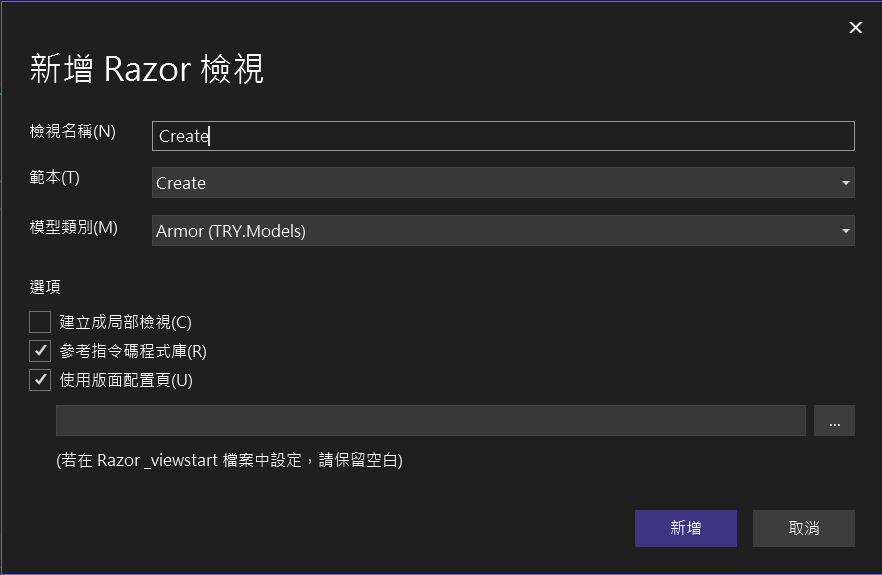 新增 Razor 檢視
檢視名稱(N)
Create
範本(T)
Create
模型類別(M)
Armor (TRY.Models)
選項
建立成局部檢視(C)
參考指令碼程式庫(R)
使用版面配置頁(U)
...
(若在 Razor _viewstart 檔案中設定，請保留空白)
新增
取消